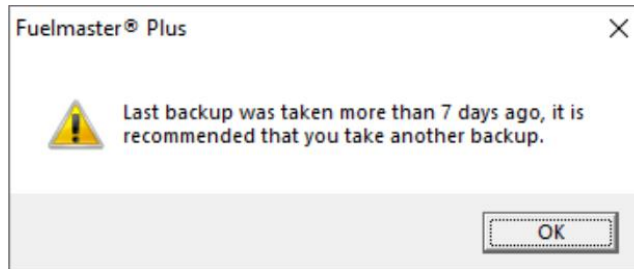 Fuelmaster® Plus
Last backup was taken more than 7 days ago, it is
recommended that you take another backup.
OK